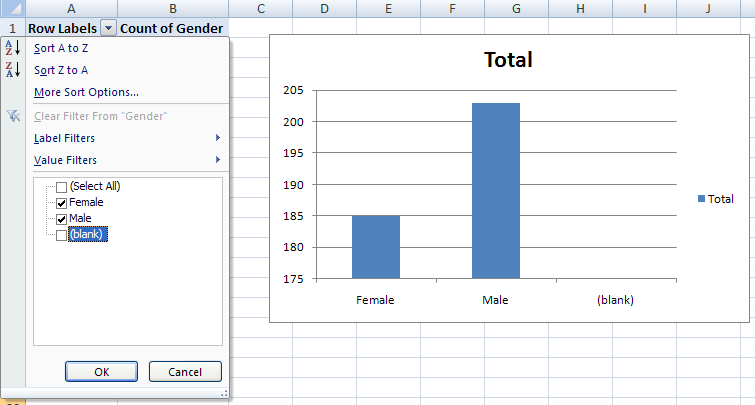 A B C D E F G H I J
1 Row Labels Count of Gender
Sort A to Z
Sort Z to A
More Sort Options...
Clear Filter From "Gender"
Label Filters
Value Filters
(Select All)
Female
Male
(blank)
OK Cancel
Total
205
200
195
190
185
180
175
Female Male (blank)
Total